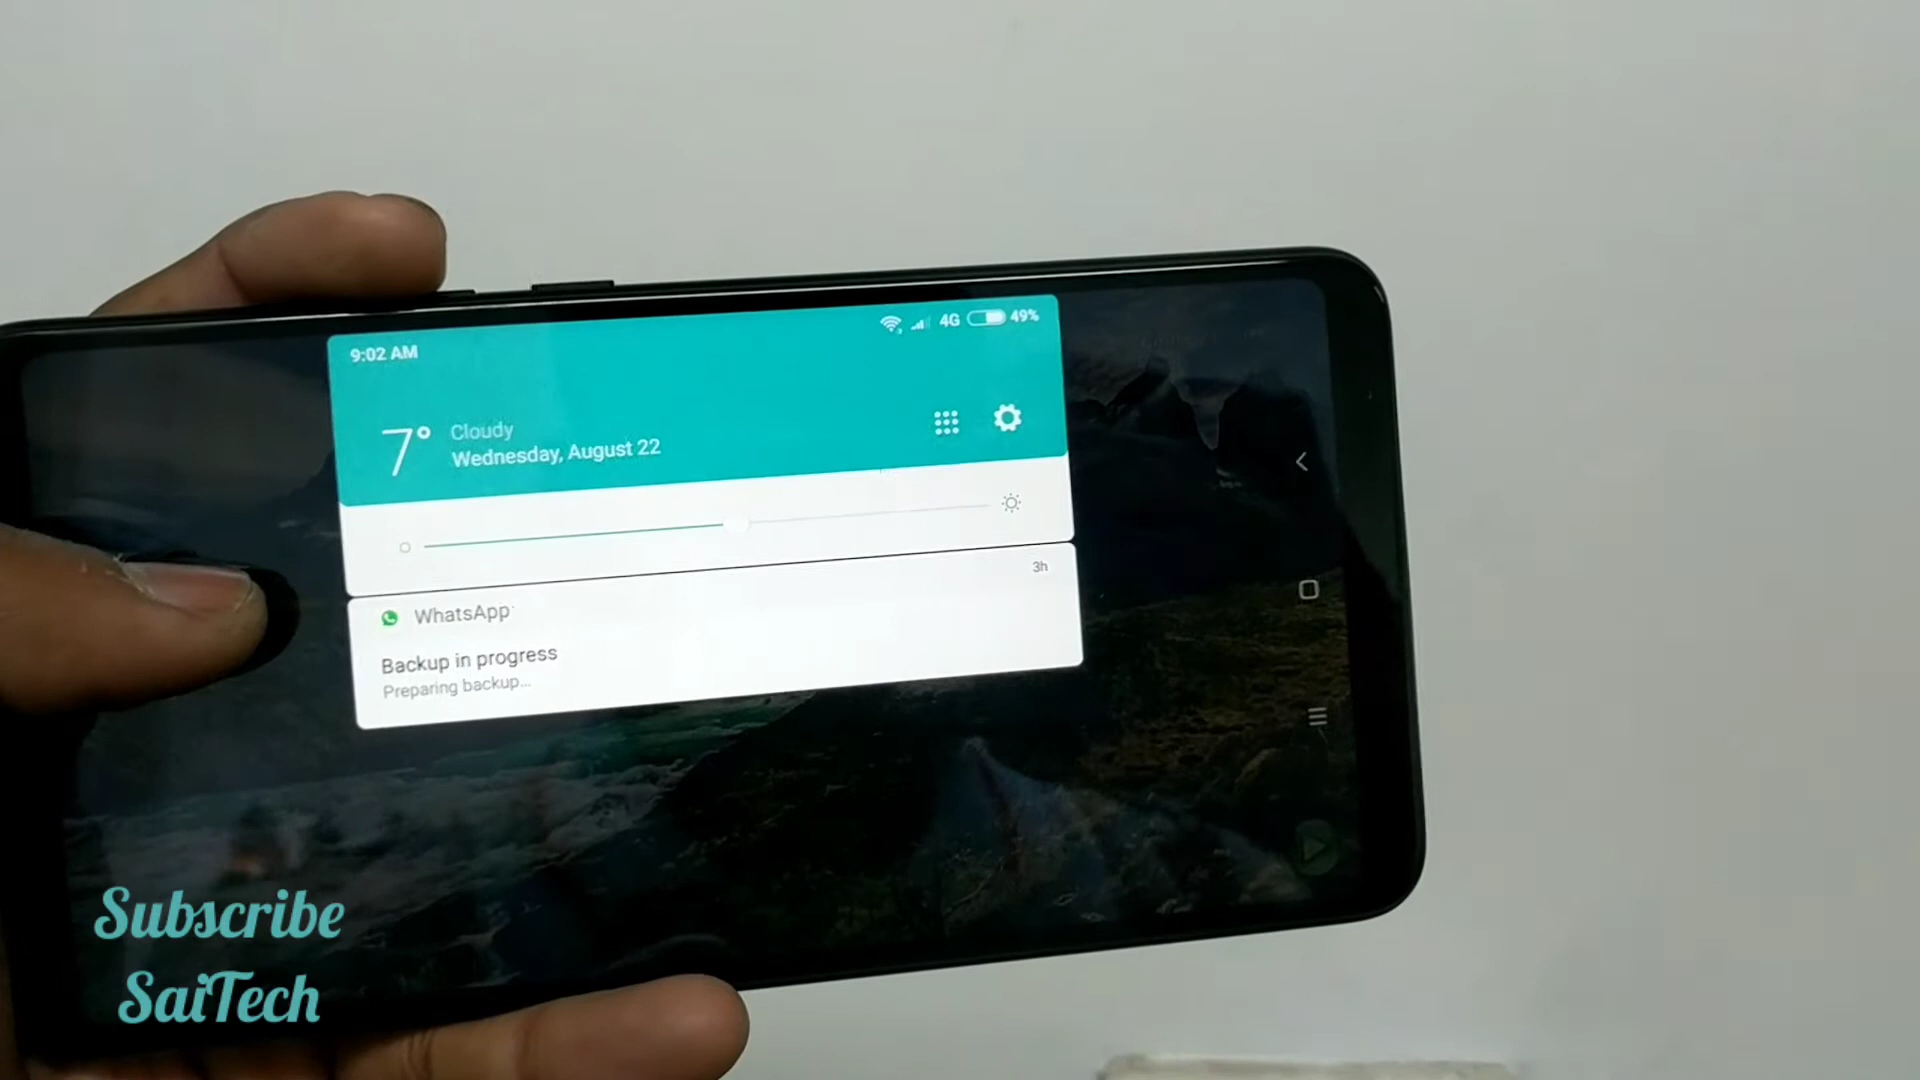 9:02 AM
4G 49%
7° Cloudy
Wednesday, August 22
3h
WhatsApp
Backup in progress
Preparing backup...
Subscribe
SaiTech